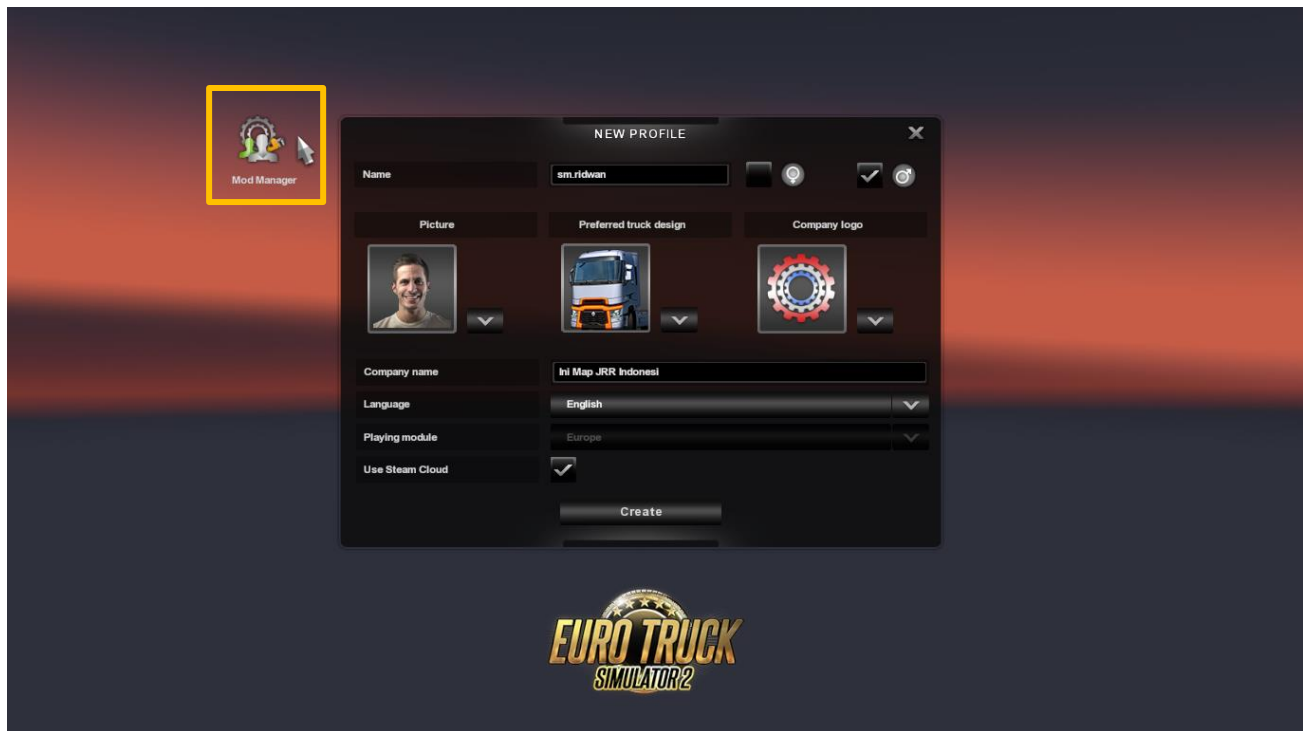 NEW PROFILE
Mod Manager
Name
sm.ridwan
Picture
Preferred truck design
Company logo
Company name
Ini Map JRR Indonesi
Language
English
Playing module
Europe
Use Steam Cloud
Create
EURO TRUCK
SIMULATOR 2